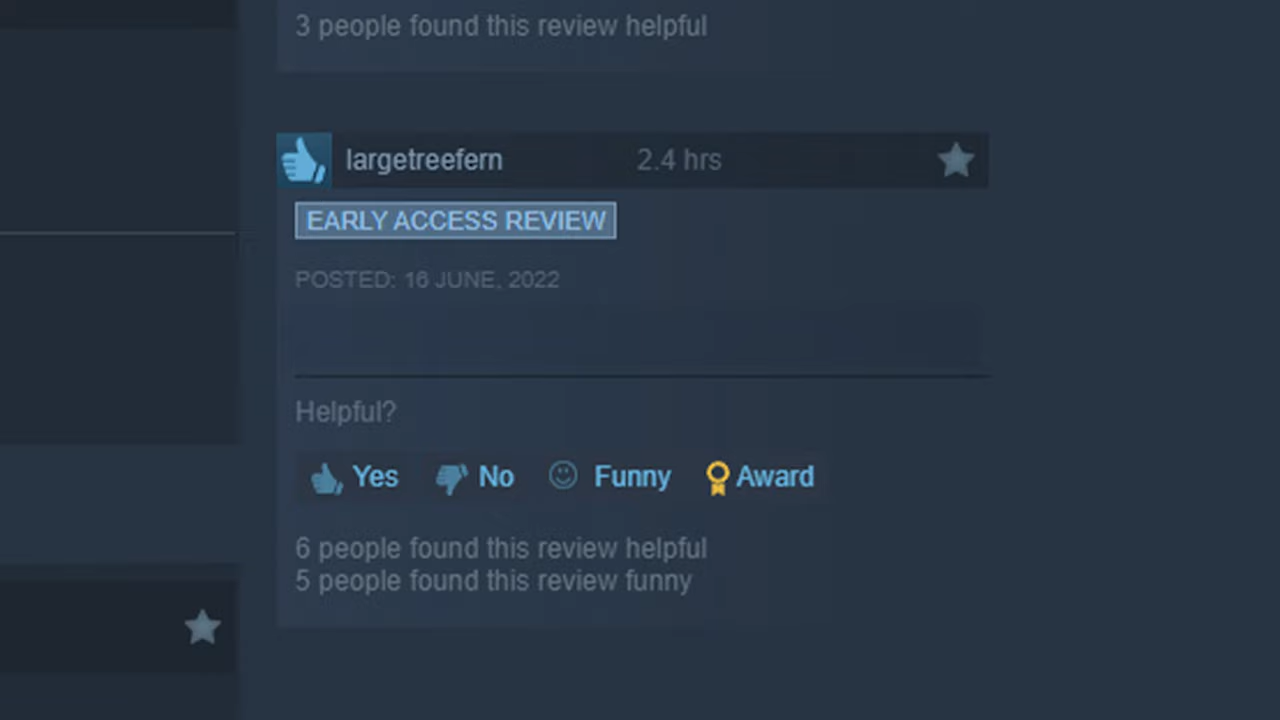 3 people found this review helpful
largetreefern 2.4 hrs
EARLY ACCESS REVIEW
POSTED: 16 JUNE, 2022
Helpful?
Yes No Funny Award
6 people found this review helpful
5 people found this review funny